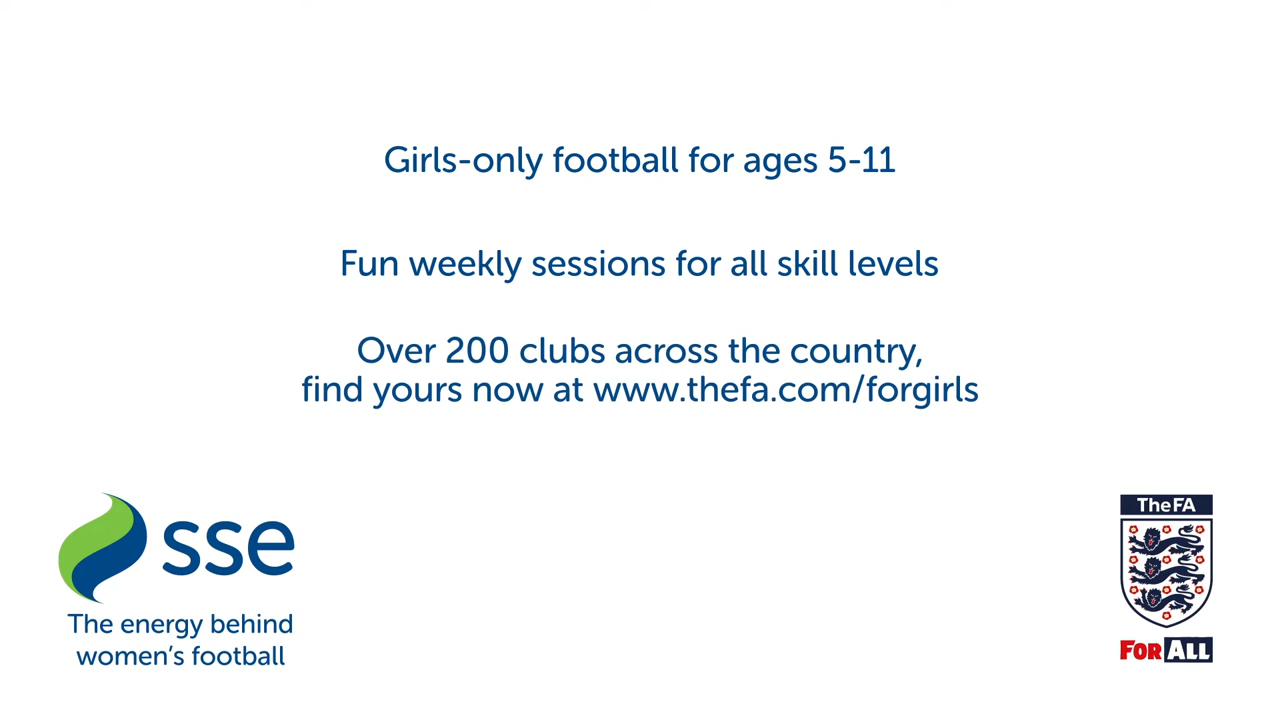 Girls-only football for ages 5-11
Fun weekly sessions for all skill levels
Over 200 clubs across the country,
find yours now at www.thefa.com/forgirls
sse
The energy behind
women's football
TheFA
FOR ALL